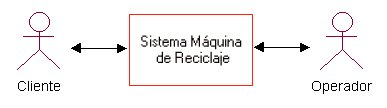 Sistema Máquina
de Reciclaje
Cliente
Operador